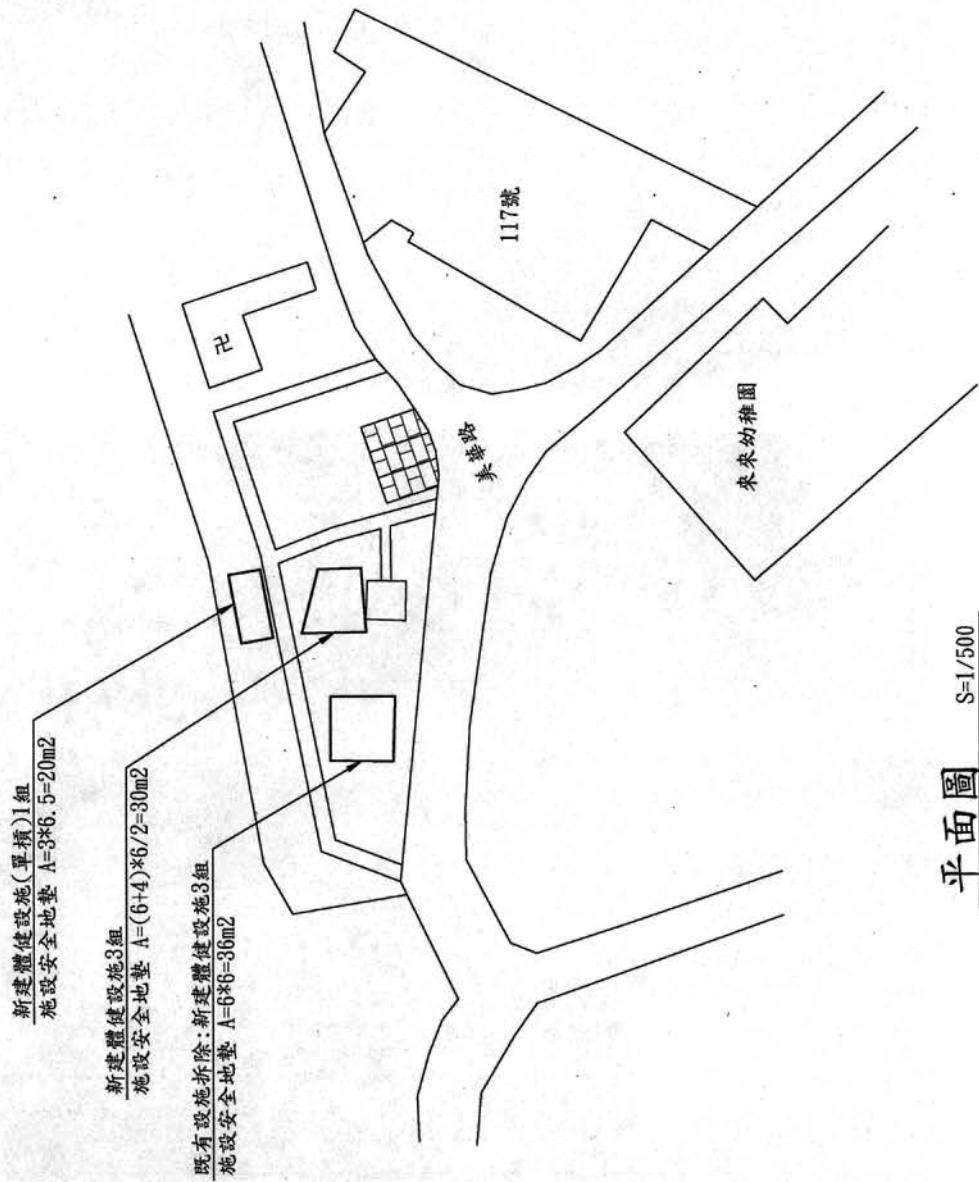 新建體健設施(單槓)1組
施設安全地墊 A=3*6.5=20m2
新建體健設施3組
施設安全地墊 A=(6+4)*6/2=30m2
既有設施拆除:新建體健設施3組
施設安全地墊 A=6*6=36m2
卍
117號
美華路
來來幼稚園
平面圖 S=1/500